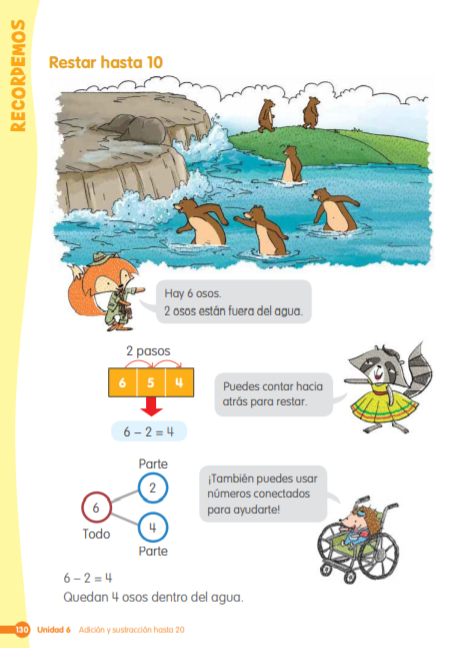 RECORDEMOS
Restar hasta 10
Hay 6 osos.
2 osos están fuera del agua.
2 pasos
6 5 4
6 – 2 = 4
Puedes contar hacia
atrás para restar.
Parte
2
6
4
Todo
Parte
¡También puedes usar
números conectados
para ayudarte!
6 – 2 = 4
Quedan 4 osos dentro del agua.
130 Unidad 6 Adición y sustracción hasta 20